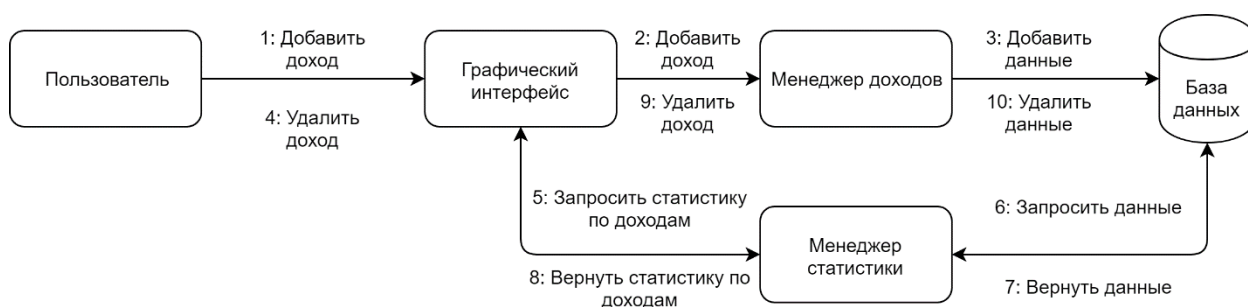 Пользователь
1: Добавить
доход
4: Удалить
доход
Графический
интерфейс
2: Добавить
доход
9: Удалить
доход
Менеджер доходов
3: Добавить
данные
10: Удалить
данные
База
данных
5: Запросить статистику
по доходам
8: Вернуть статистику по
доходам
Менеджер
статистики
6: Запросить данные
7: Вернуть данные